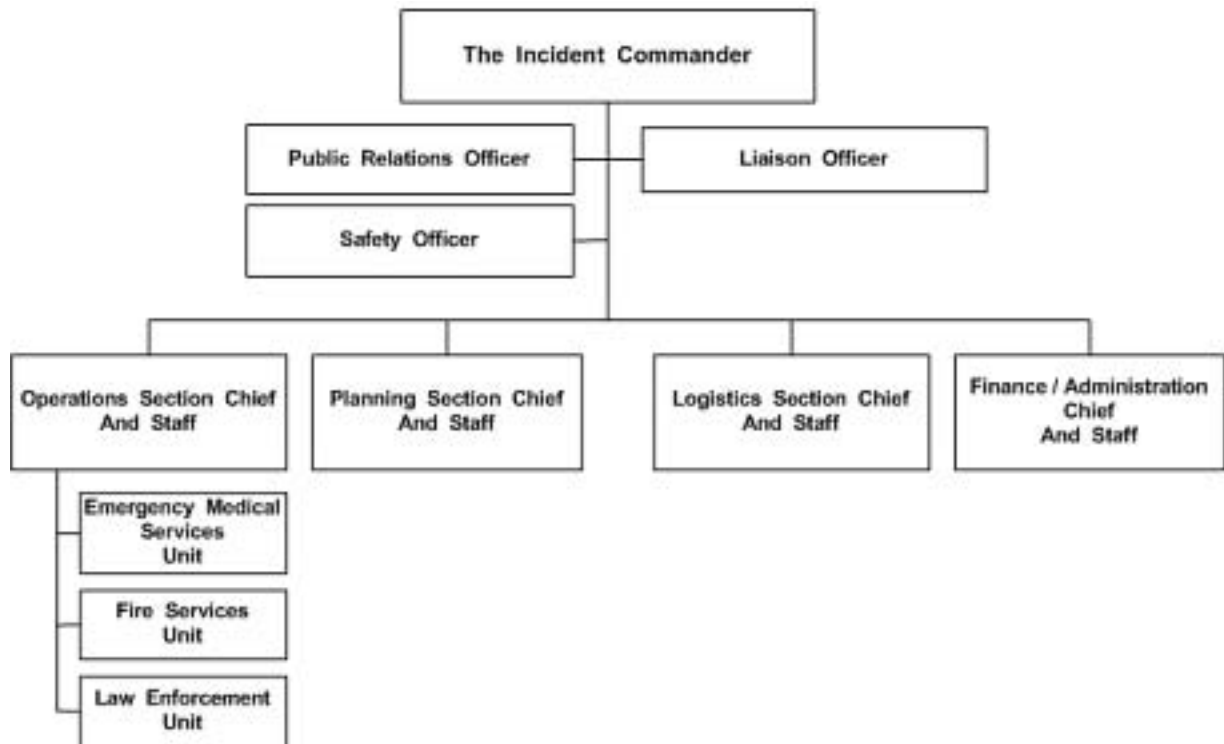 The Incident Commander
Public Relations Officer
Liaison Officer
Safety Officer
Operations Section Chief
And Staff
Planning Section Chief
And Staff
Logistics Section Chief
And Staff
Finance / Administration
Chief
And Staff
Emergency Medical
Services
Unit
Fire Services
Unit
Law Enforcement
Unit